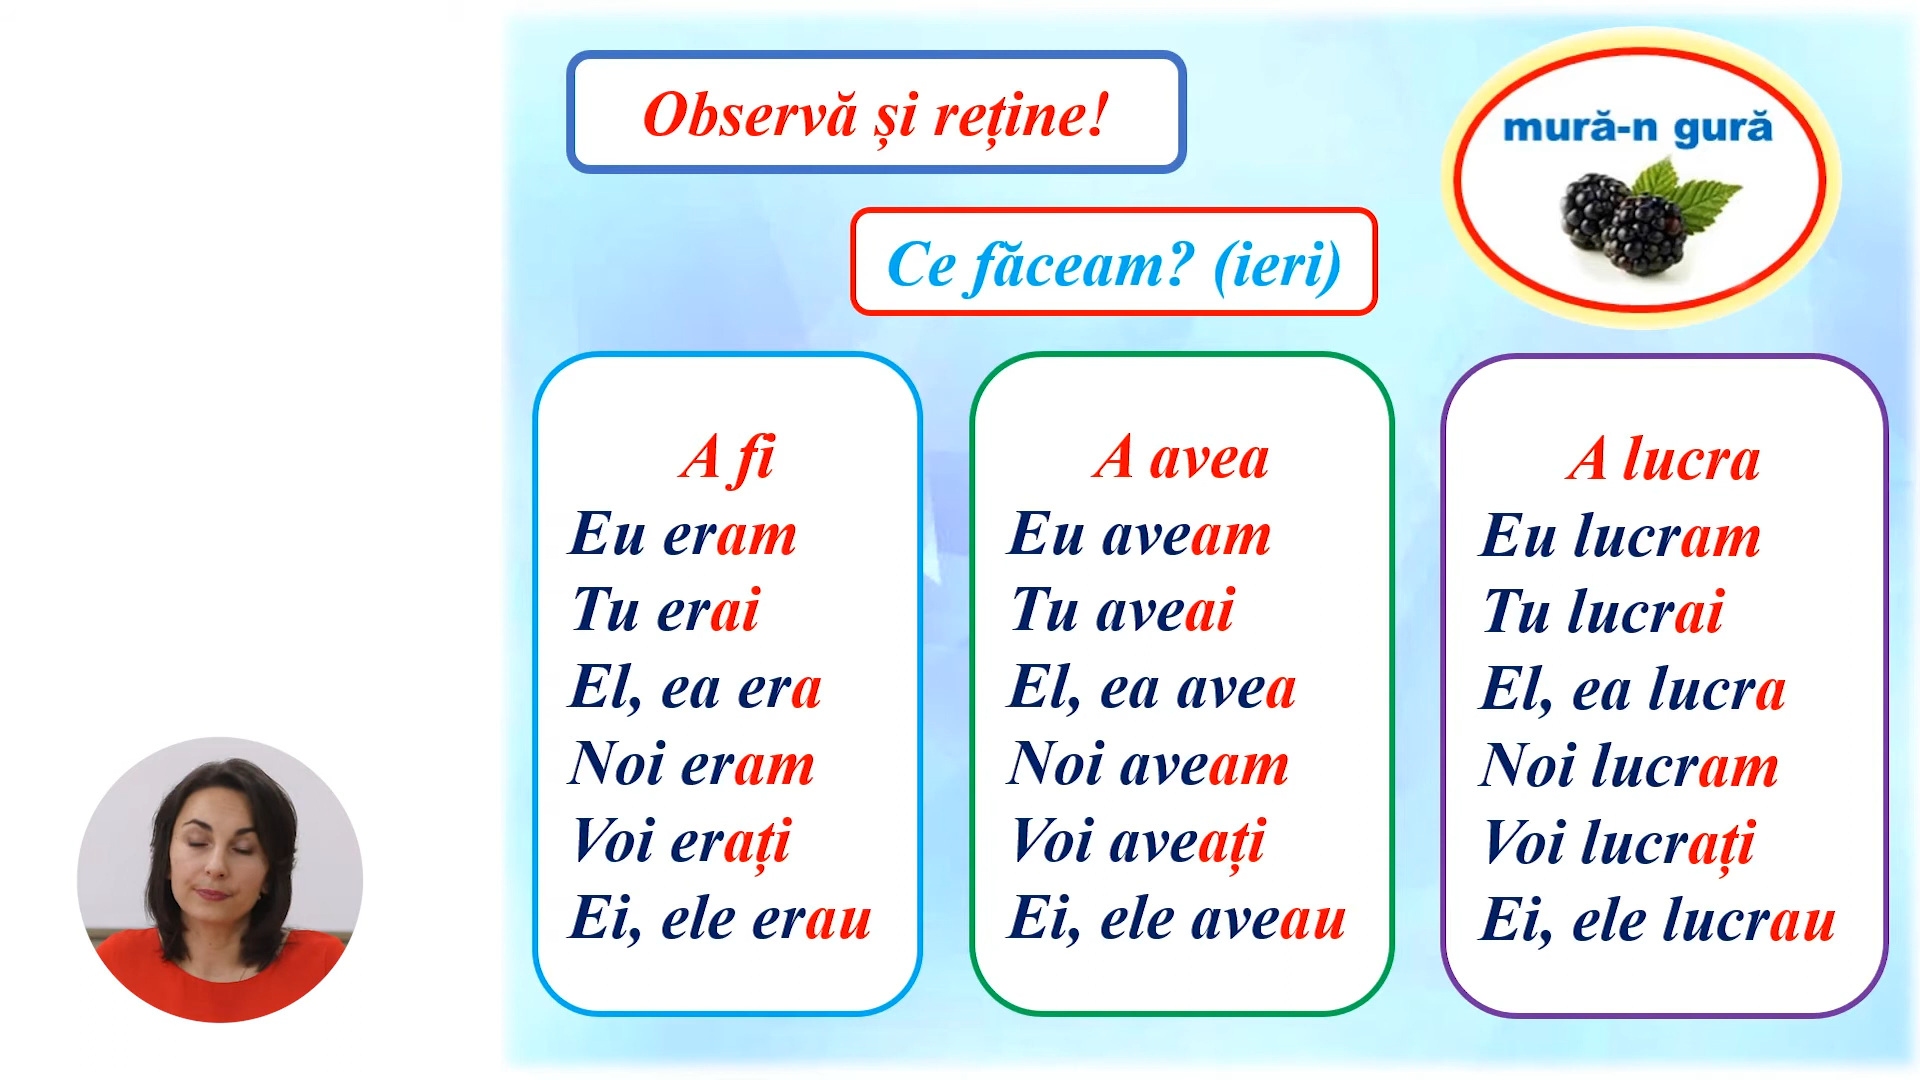 Observă și reține!
mură-n gură
Ce făceam? (ieri)
A fi
Eu eram
Tu erai
El, ea era
Noi eram
Voi erați
Ei, ele erau
A avea
Eu aveam
Tu aveai
El, ea avea
Noi aveam
Voi aveați
Ei, ele aveau
A lucra
Eu lucram
Tu lucrai
El, ea lucra
Noi lucram
Voi lucrați
Ei, ele lucrau